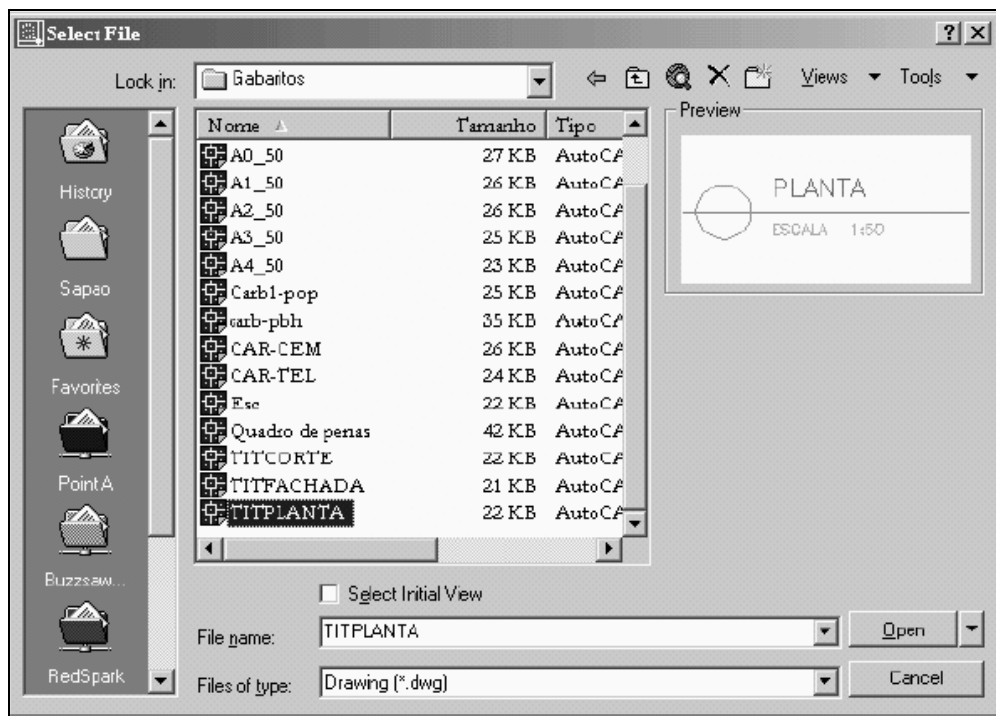 Select File
Look in: Gabaritos Views Tools
Nome Tamanho Tipo
A0_50 27 KB AutoCA
A1_50 26 KB AutoCA
A2_50 26 KB AutoCA
A3_50 25 KB AutoCA
A4_50 23 KB AutoCA
Carb1-pop 25 KB AutoCA
carb-pbh 35 KB AutoCA
CAR-CEM 26 KB AutoCA
CAR-TEL 24 KB AutoCA
Esc 22 KB AutoCA
Quadro de penas 42 KB AutoCA
TITCORTE 22 KB AutoCA
TITFACHADA 21 KB AutoCA
TITPLANTA 22 KB AutoCA
History
Sapao
Favorites
Point A
Buzzsaw...
RedSpark
Preview
PLANTA
ESCALA 1:50
Select Initial View
File name: TITPLANTA Open
Files of type: Drawing (*.dwg) Cancel